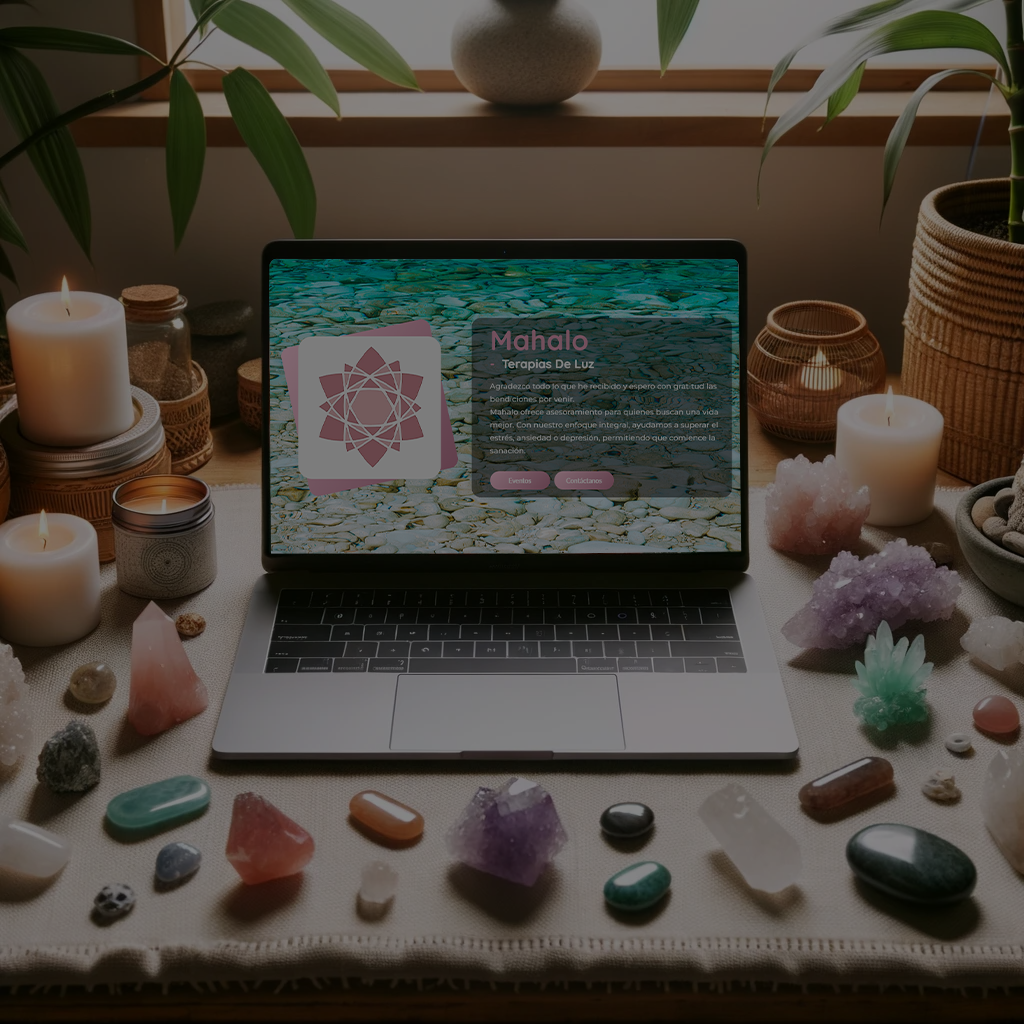 Mahalo
- Terapias De Luz
Agradezco todo lo que he recibido y espero con gratitud las
bendiciones por venir.
Mahalo ofrece asesoramiento para quienes buscan una vida
mejor. Con nuestro enfoque integral, ayudamos a superar el
estrés, ansiedad o depresión, permitiendo que comience la
sanación.
Eventos Contáctanos